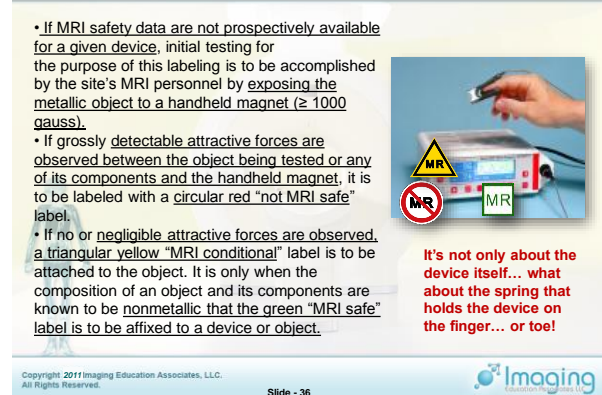 • If MRI safety data are not prospectively available
for a given device, initial testing for
the purpose of this labeling is to be accomplished
by the site's MRI personnel by exposing the
metallic object to a handheld magnet (≥ 1000
gauss).
• If grossly detectable attractive forces are
observed between the object being tested or any
of its components and the handheld magnet, it is
to be labeled with a circular red "not MRI safe"
label.
• If no or negligible attractive forces are observed,
a triangular yellow "MRI conditional" label is to be
attached to the object. It is only when the
composition of an object and its components are
known to be nonmetallic that the green "MRI safe"
label is to be affixed to a device or object.
MR
MR
MR
It's not only about the
device itself… what
about the spring that
holds the device on
the finger… or toe!
Copyright 2011 Imaging Education Associates, LLC.
All Rights Reserved.
Slide - 36
Imaging
Education Associates LLC